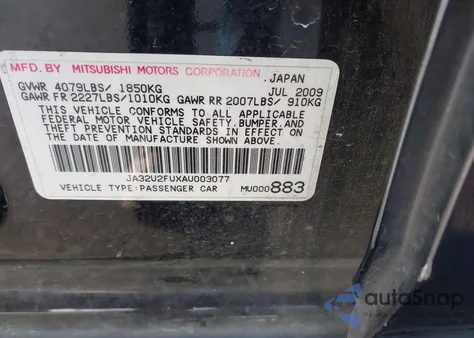 MFD. BY MITSUBISHI MOTORS CORPORATION JAPAN
GVWR 4079LBS/ 1850KG JUL 2009
GAWR FR 2227LBS/1010KG GAWR RR 2007LBS/ 910KG
THIS VEHICLE CONFORMS TO ALL APPLICABLE
FEDERAL MOTOR VEHICLE SAFETY,BUMPER,AND
THEFT PREVENTION STANDARDS IN EFFECT ON
THE DATE OF MANUFACTURE SHOWN ABOVE.
JA32U2FUXAU003077
VEHICLE TYPE:PASSENGER CAR MU000883
autoSnap